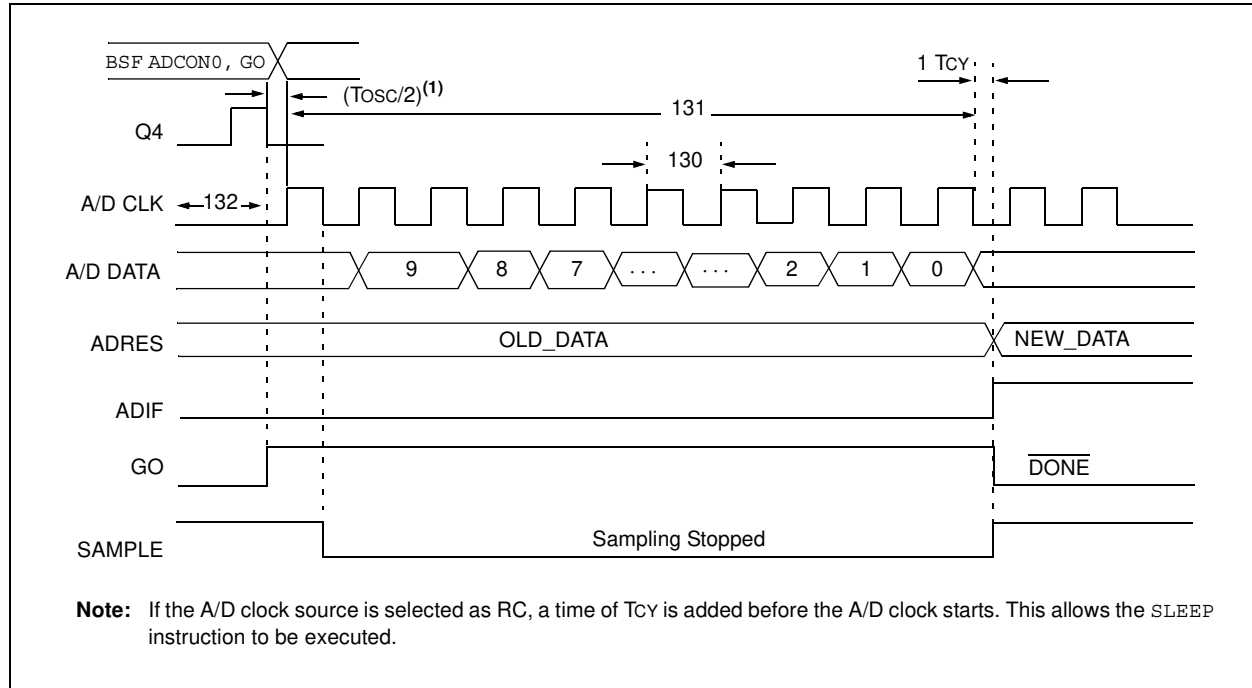 BSF ADCON0, GO
1 TCY
(TOSC/2)(1)
131
Q4
130
A/D CLK
132
A/D DATA
9 8 7 . . . . . . 2 1 0
ADRES
OLD_DATA
NEW_DATA
ADIF
GO
DONE
SAMPLE
Sampling Stopped
Note: If the A/D clock source is selected as RC, a time of TCY is added before the A/D clock starts. This allows the SLEEP
instruction to be executed.